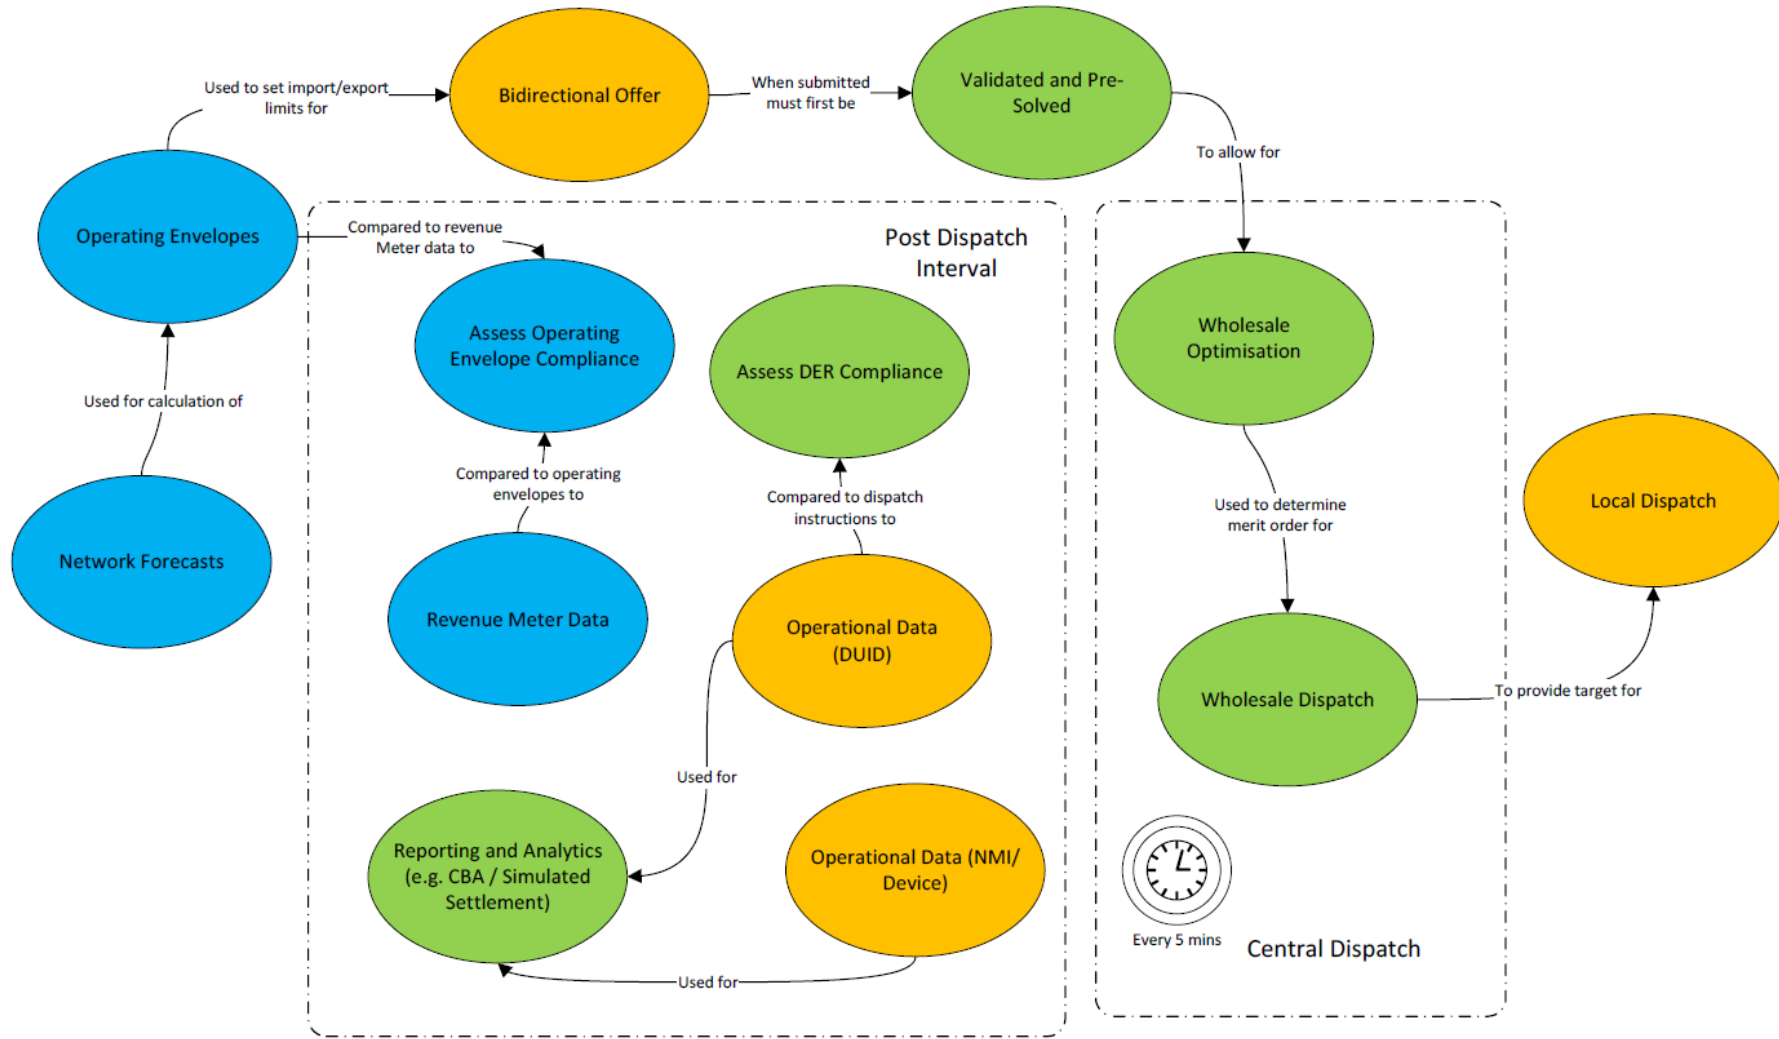 Used to set import/export
limits for
Bidirectional Offer
When submitted
must first be
Validated and Pre-
Solved
To allow for
Operating Envelopes
Compared to revenue
Meter data to
Post Dispatch
Interval
Assess Operating
Envelope Compliance
Assess DER Compliance
Wholesale
Optimisation
Used for calculation of
Compared to operating
envelopes to
Compared to dispatch
instructions to
Used to determine
merit order for
Local Dispatch
Network Forecasts
Revenue Meter Data
Operational Data
(DUID)
Wholesale Dispatch
To provide target for
Used for
Reporting and Analytics
(e.g. CBA / Simulated
Settlement)
Operational Data (NMI/
Device)
Every 5 mins
Central Dispatch
Used for